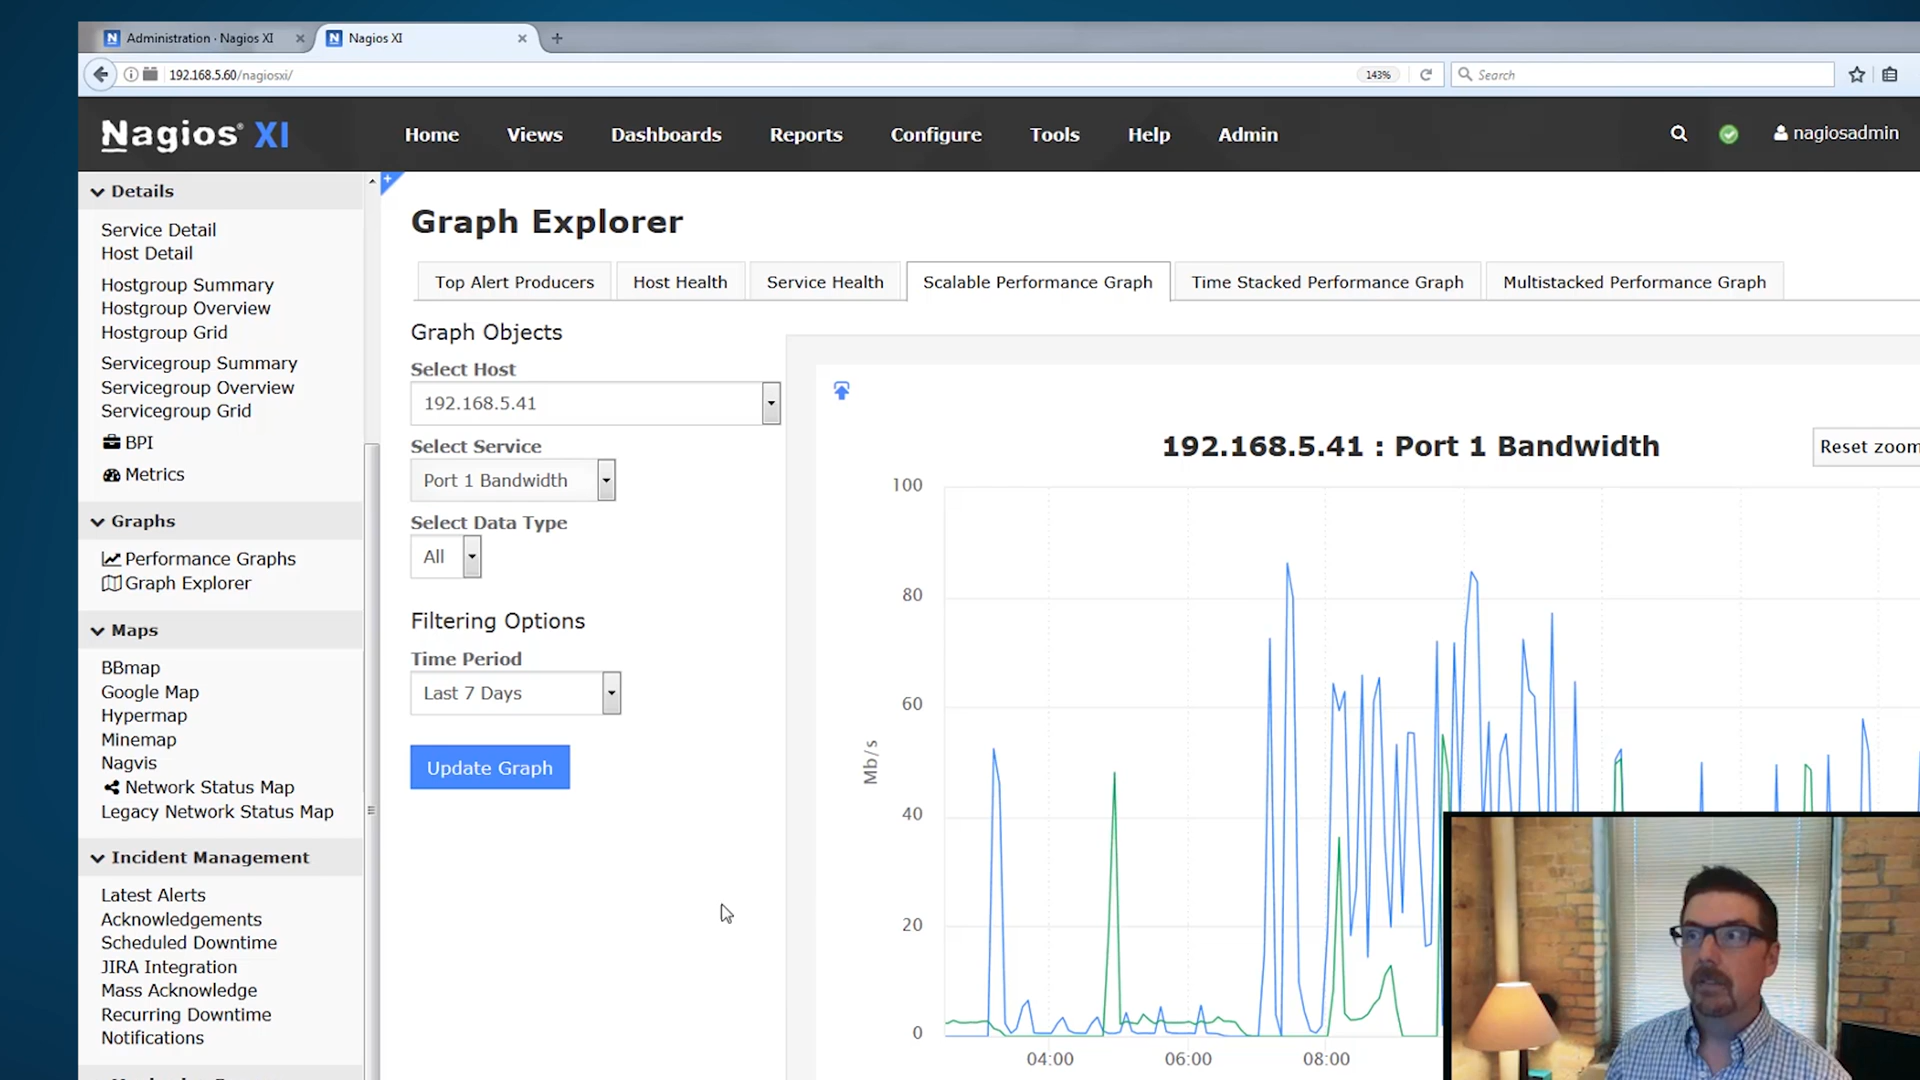 Administration · Nagios XI
Nagios XI
192.168.5.60/nagiosxi/
143%
Search
Nagios® XI
Home
Views
Dashboards
Reports
Configure
Tools
Help
Admin
nagiosadmin
Details
Service Detail
Host Detail
Hostgroup Summary
Hostgroup Overview
Hostgroup Grid
Servicegroup Summary
Servicegroup Overview
Servicegroup Grid
BPI
Metrics
Graphs
Performance Graphs
Graph Explorer
Maps
BBmap
Google Map
Hypermap
Minemap
Nagvis
Network Status Map
Legacy Network Status Map
Incident Management
Latest Alerts
Acknowledgements
Scheduled Downtime
JIRA Integration
Mass Acknowledge
Recurring Downtime
Notifications
Graph Explorer
Top Alert Producers
Host Health
Service Health
Scalable Performance Graph
Time Stacked Performance Graph
Multistacked Performance Graph
Graph Objects
Select Host
192.168.5.41
Select Service
Port 1 Bandwidth
Select Data Type
All
Filtering Options
Time Period
Last 7 Days
Update Graph
192.168.5.41 : Port 1 Bandwidth
Reset zoom
100
80
60
40
20
0
Mb/s
04:00
06:00
08:00